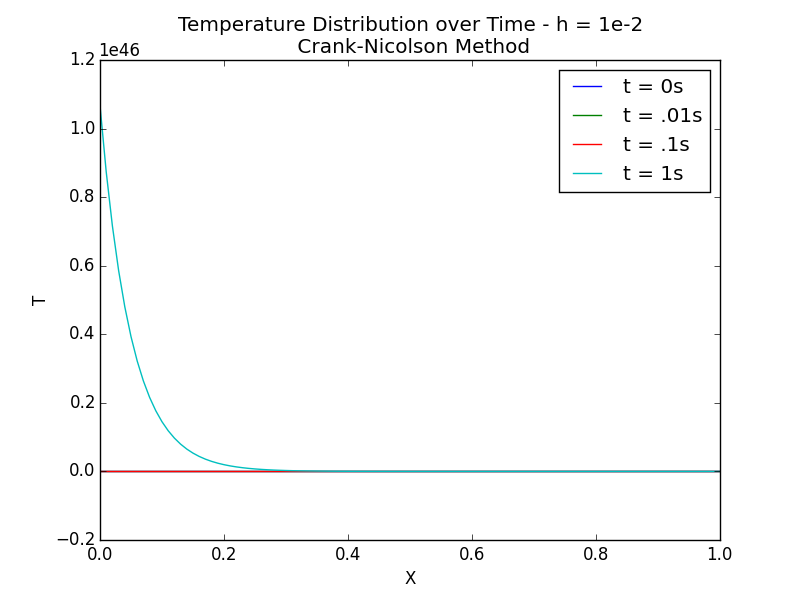 Temperature Distribution over Time - h = 1e-2
Crank-Nicolson Method
1e46
1.2
1.0
0.8
0.6
0.4
0.2
0.0
−0.2
T
t = 0s
t = .01s
t = .1s
t = 1s
0.0 0.2 0.4 0.6 0.8 1.0
X